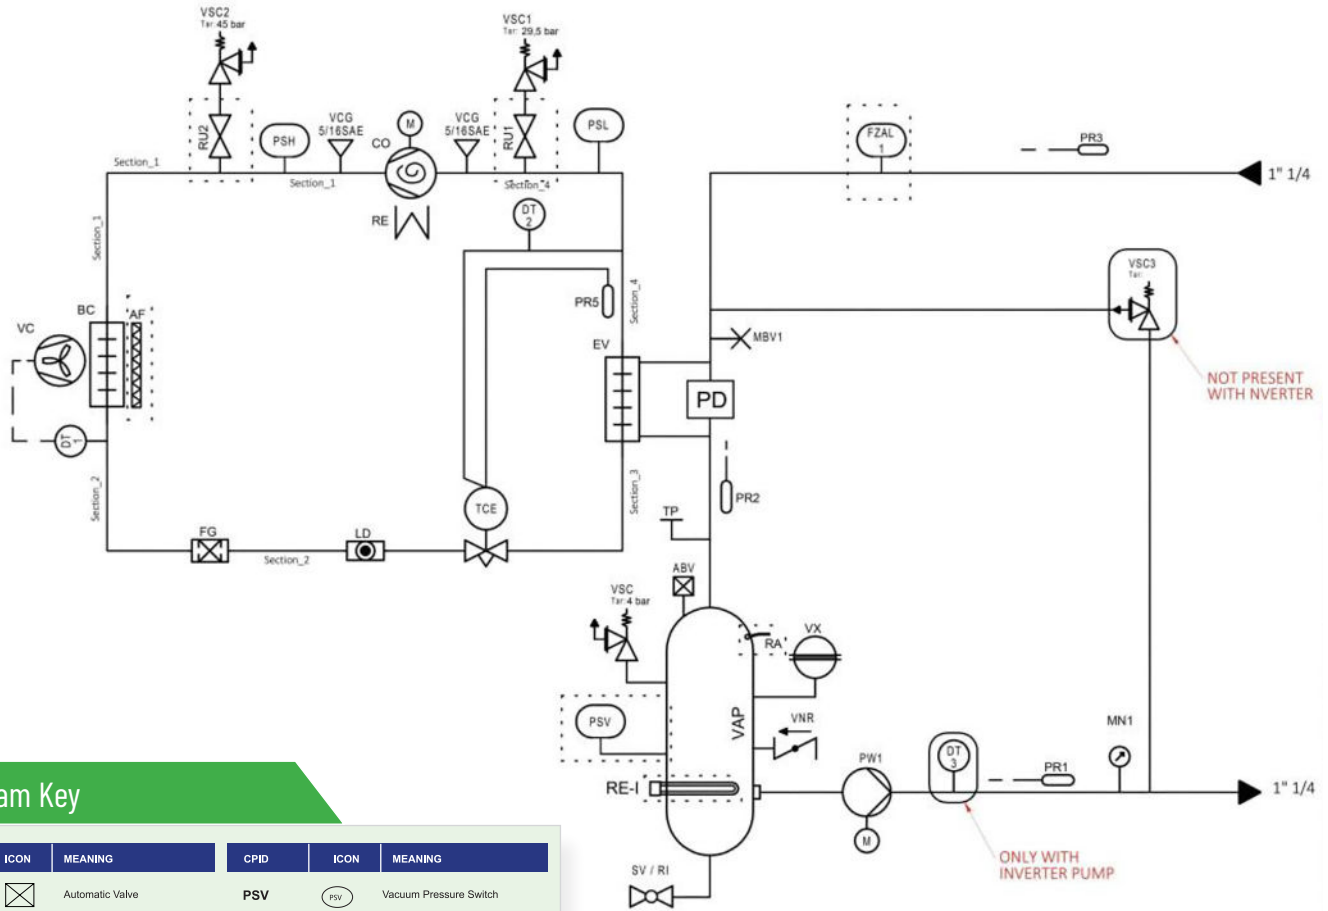 VSC2
Tar: 45 bar
VSC1
Tar: 29,5 bar
RU2
PSH
VCG
5/16SAE
CO
M
VCG
5/16SAE
RU1
PSL
FZAL
1
PR3
Section_1
Section_1
Section_4
1" 1/4
RE
DT
2
Section_1
Section_4
PR5
VSC3
Tar:
BC
AF
VC
EV
MBV1
NOT PRESENT
WITH NVERTER
PD
DT
1
Section_2
Section_3
PR2
TCE
TP
FG
LD
Section_2
ABV
VSC
Tar: 4 bar
RA
VX
PSV
VAP
VNR
MN1
PW1
DT
3
PR1
RE-I
1" 1/4
M
ONLY WITH
INVERTER PUMP
SV / RI
am Key
ICON MEANING CPID ICON MEANING
Automatic Valve PSV PSV Vacuum Pressure Switch